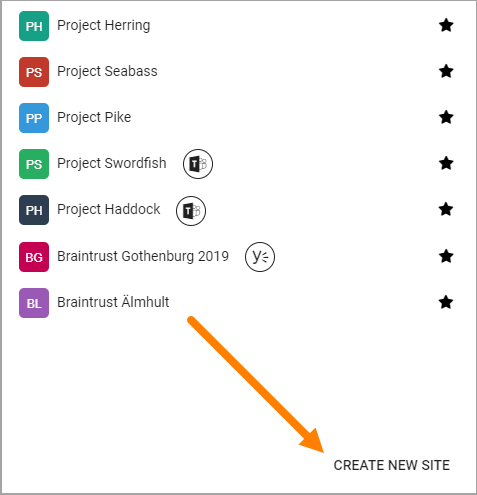 PH Project Herring
PS Project Seabass
PP Project Pike
PS Project Swordfish T
PH Project Haddock T
BG Braintrust Gothenburg 2019 y
BL Braintrust Älmhult
CREATE NEW SITE